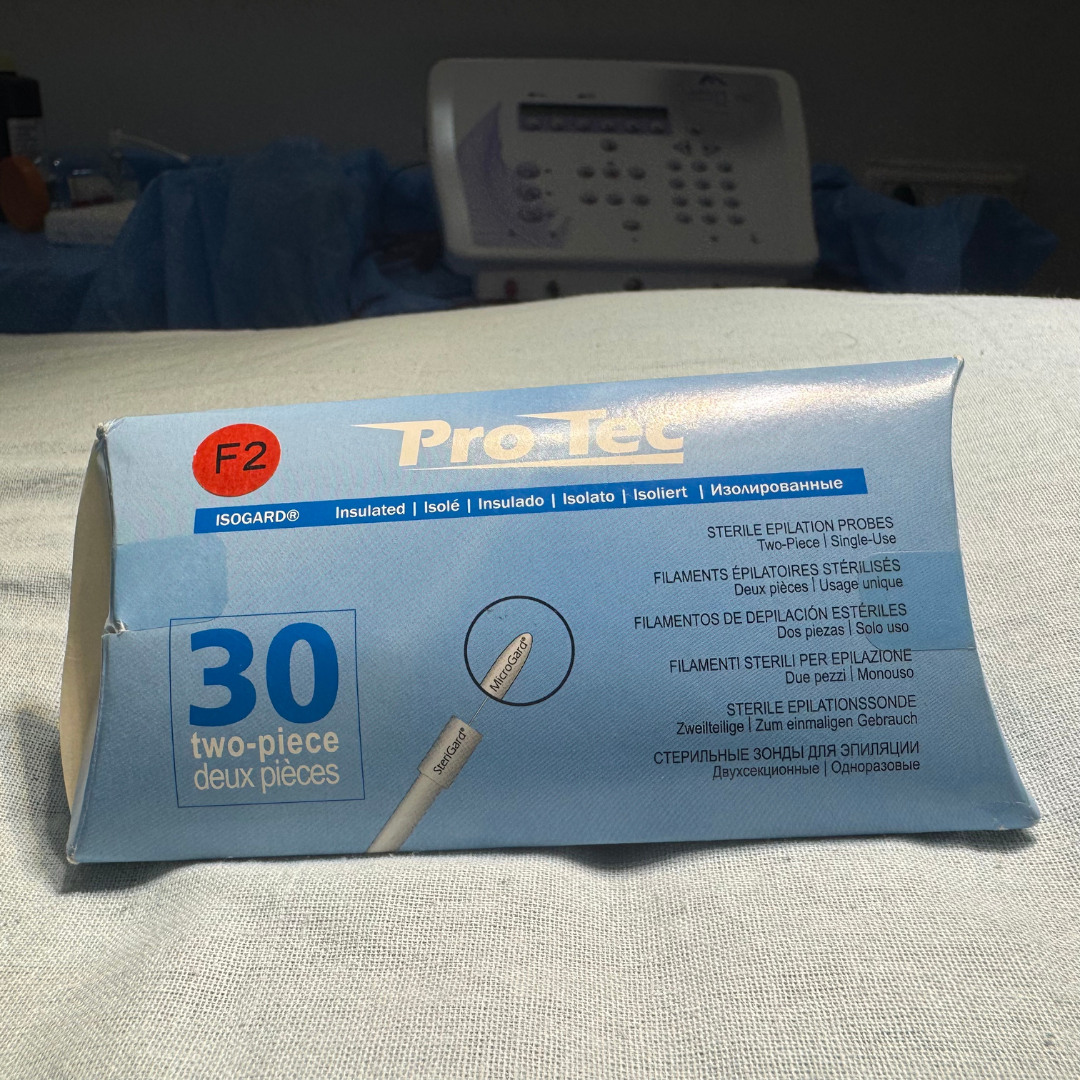 F2
Pro-Tec
ISOGARD® Insulated | Isolé | Insulado | Isolato | Isoliert | Изолированные
STERILE EPILATION PROBES
Two-Piece | Single-Use
FILAMENTS ÉPILATOIRES STÉRILISÉS
Deux pièces | Usage unique
FILAMENTOS DE DEPILACIÓN ESTÉRILES
Dos piezas | Solo uso
FILAMENTI STERILI PER EPILAZIONE
Due pezzi | Monouso
STERILE EPILATIONSSONDE
Zweilteilige | Zum einmaligen Gebrauch
СТЕРИЛЬНЫЕ ЗОНДЫ ДЛЯ ЭПИЛЯЦИИ
Двухсекционные | Одноразовые
30
two-piece
deux pièces
MicroGard®
SteriGard®